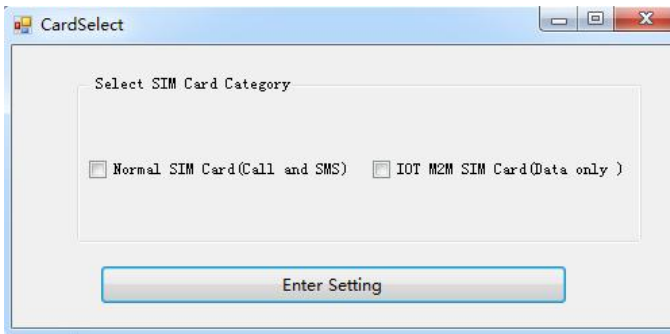 CardSelect
Select SIM Card Category
Normal SIM Card(Call and SMS) IOT M2M SIM Card(Data only )
Enter Setting